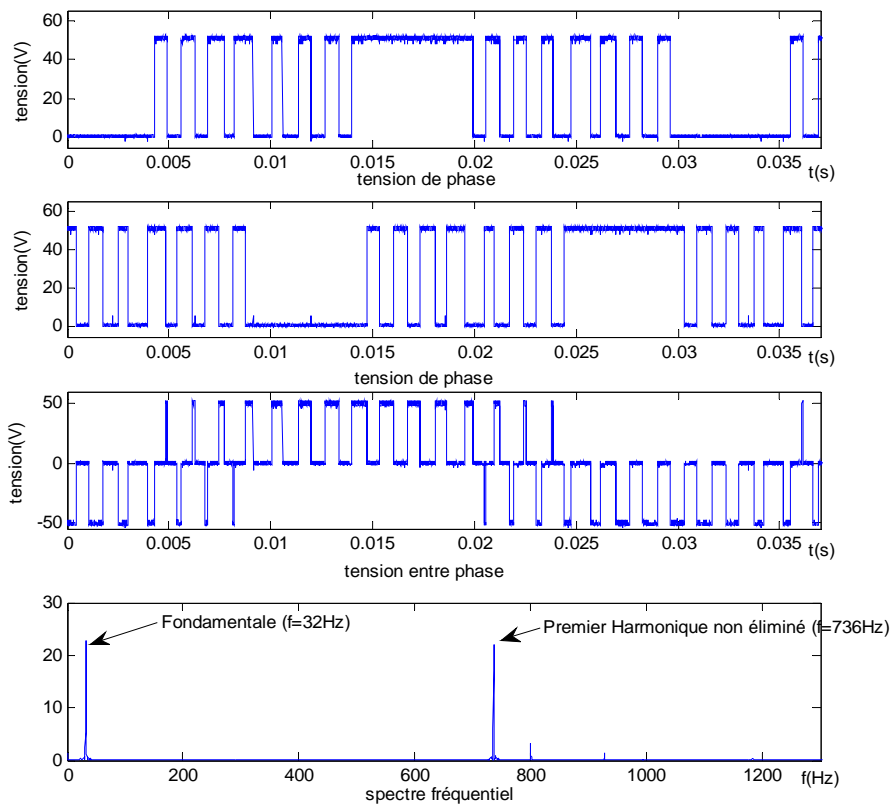 60
40
20
0
tension(V)
0 0.005 0.01 0.015 0.02 0.025 0.03 0.035
tension de phase
t(s)
60
40
20
0
tension(V)
0 0.005 0.01 0.015 0.02 0.025 0.03 0.035
tension de phase
t(s)
50
0
-50
tension(V)
0 0.005 0.01 0.015 0.02 0.025 0.03 0.035
tension entre phase
t(s)
30
20
10
0
Fondamentale (f=32Hz)
Premier Harmonique non éliminé (f=736Hz)
0 200 400 600 800 1000 1200
f(Hz)
spectre fréquentiel